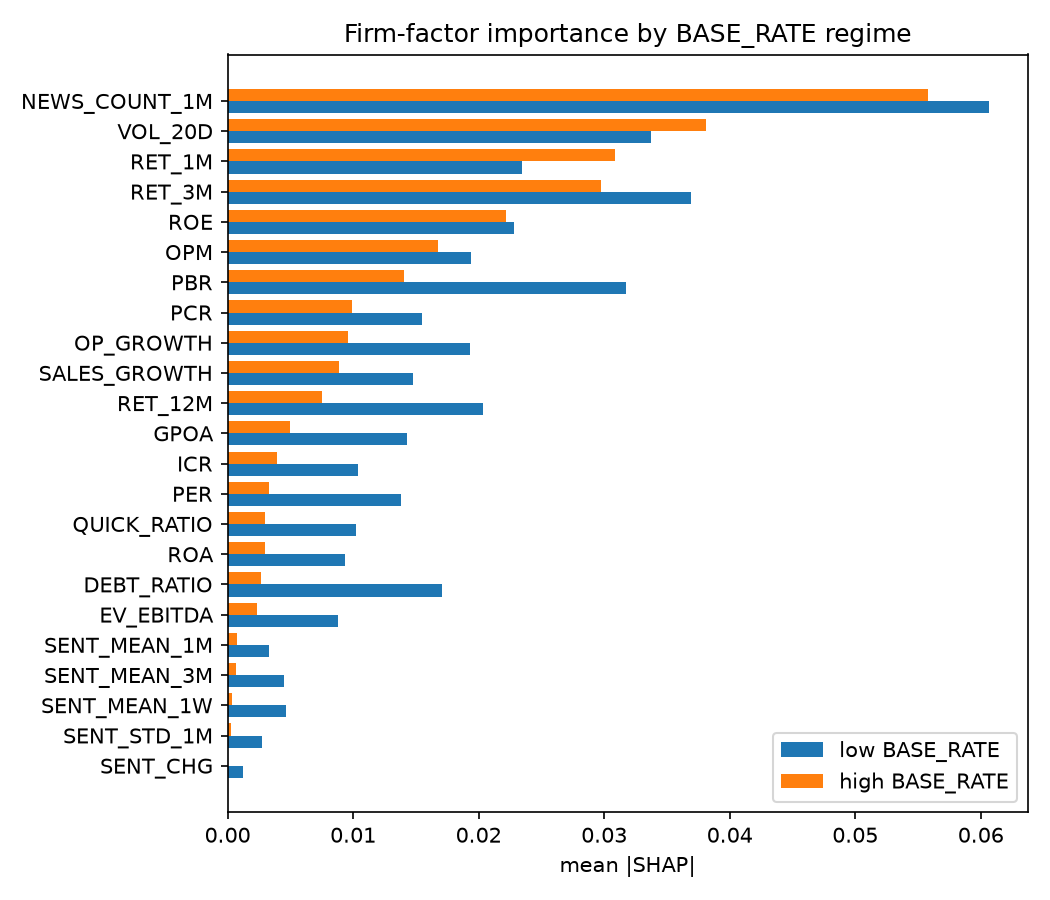 Firm-factor importance by BASE_RATE regime
NEWS_COUNT_1M
VOL_20D
RET_1M
RET_3M
ROE
OPM
PBR
PCR
OP_GROWTH
SALES_GROWTH
RET_12M
GPOA
ICR
PER
QUICK_RATIO
ROA
DEBT_RATIO
EV_EBITDA
SENT_MEAN_1M
SENT_MEAN_3M
SENT_MEAN_1W
SENT_STD_1M
SENT_CHG
low BASE_RATE
high BASE_RATE
0.00 0.01 0.02 0.03 0.04 0.05 0.06
mean |SHAP|